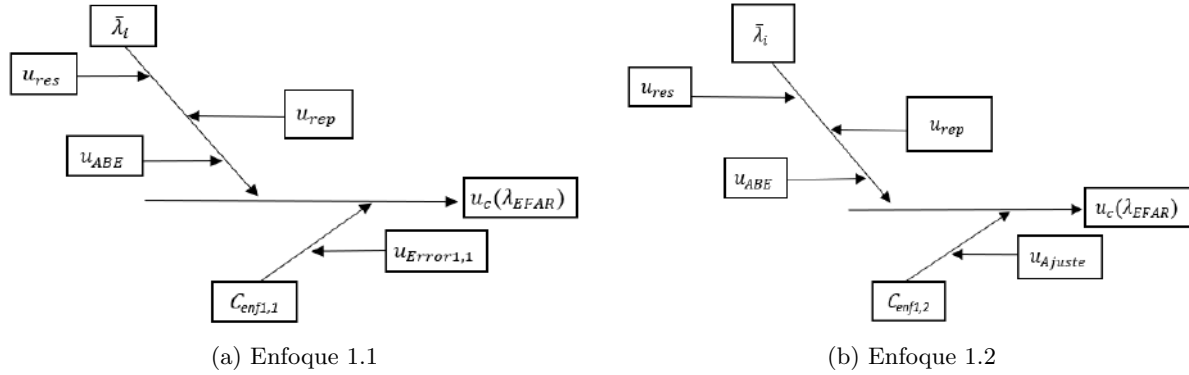 λ̄_i
u_res
u_rep
u_ABE
u_c(λ_EFAR)
u_Error1,1
C_enf1,1
(a) Enfoque 1.1
λ̄_i
u_res
u_rep
u_ABE
u_c(λ_EFAR)
u_Ajuste
C_enf1,2
(b) Enfoque 1.2